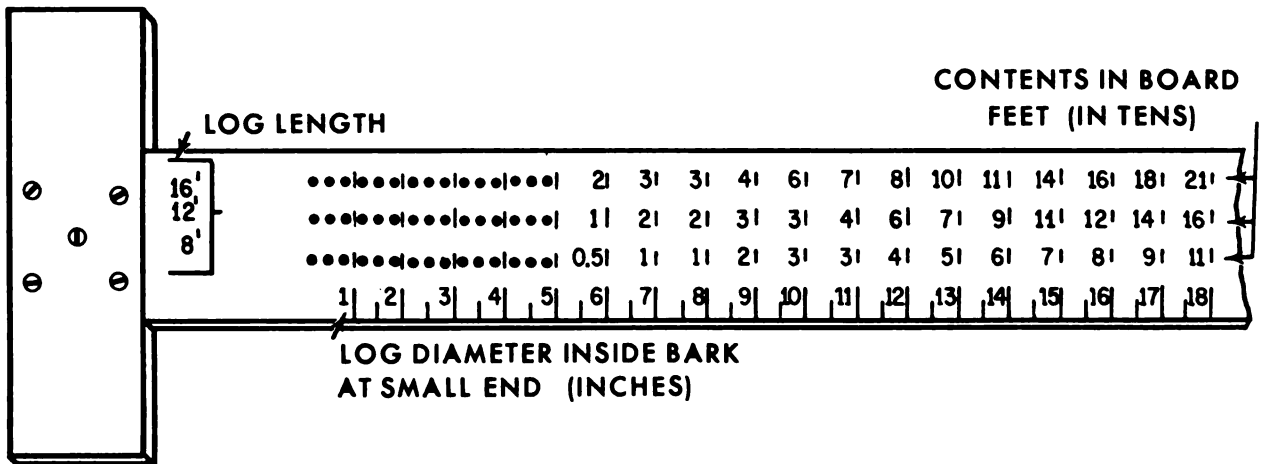 CONTENTS IN BOARD
FEET (IN TENS)
LOG LENGTH
16' 2 3 3 4 6 7 8 10 11 14 16 18 21
12' 1 2 2 3 3 4 6 7 9 11 12 14 16
8' 0.5 1 1 2 3 3 4 5 6 7 8 9 11
1 2 3 4 5 6 7 8 9 10 11 12 13 14 15 16 17 18
LOG DIAMETER INSIDE BARK
AT SMALL END (INCHES)